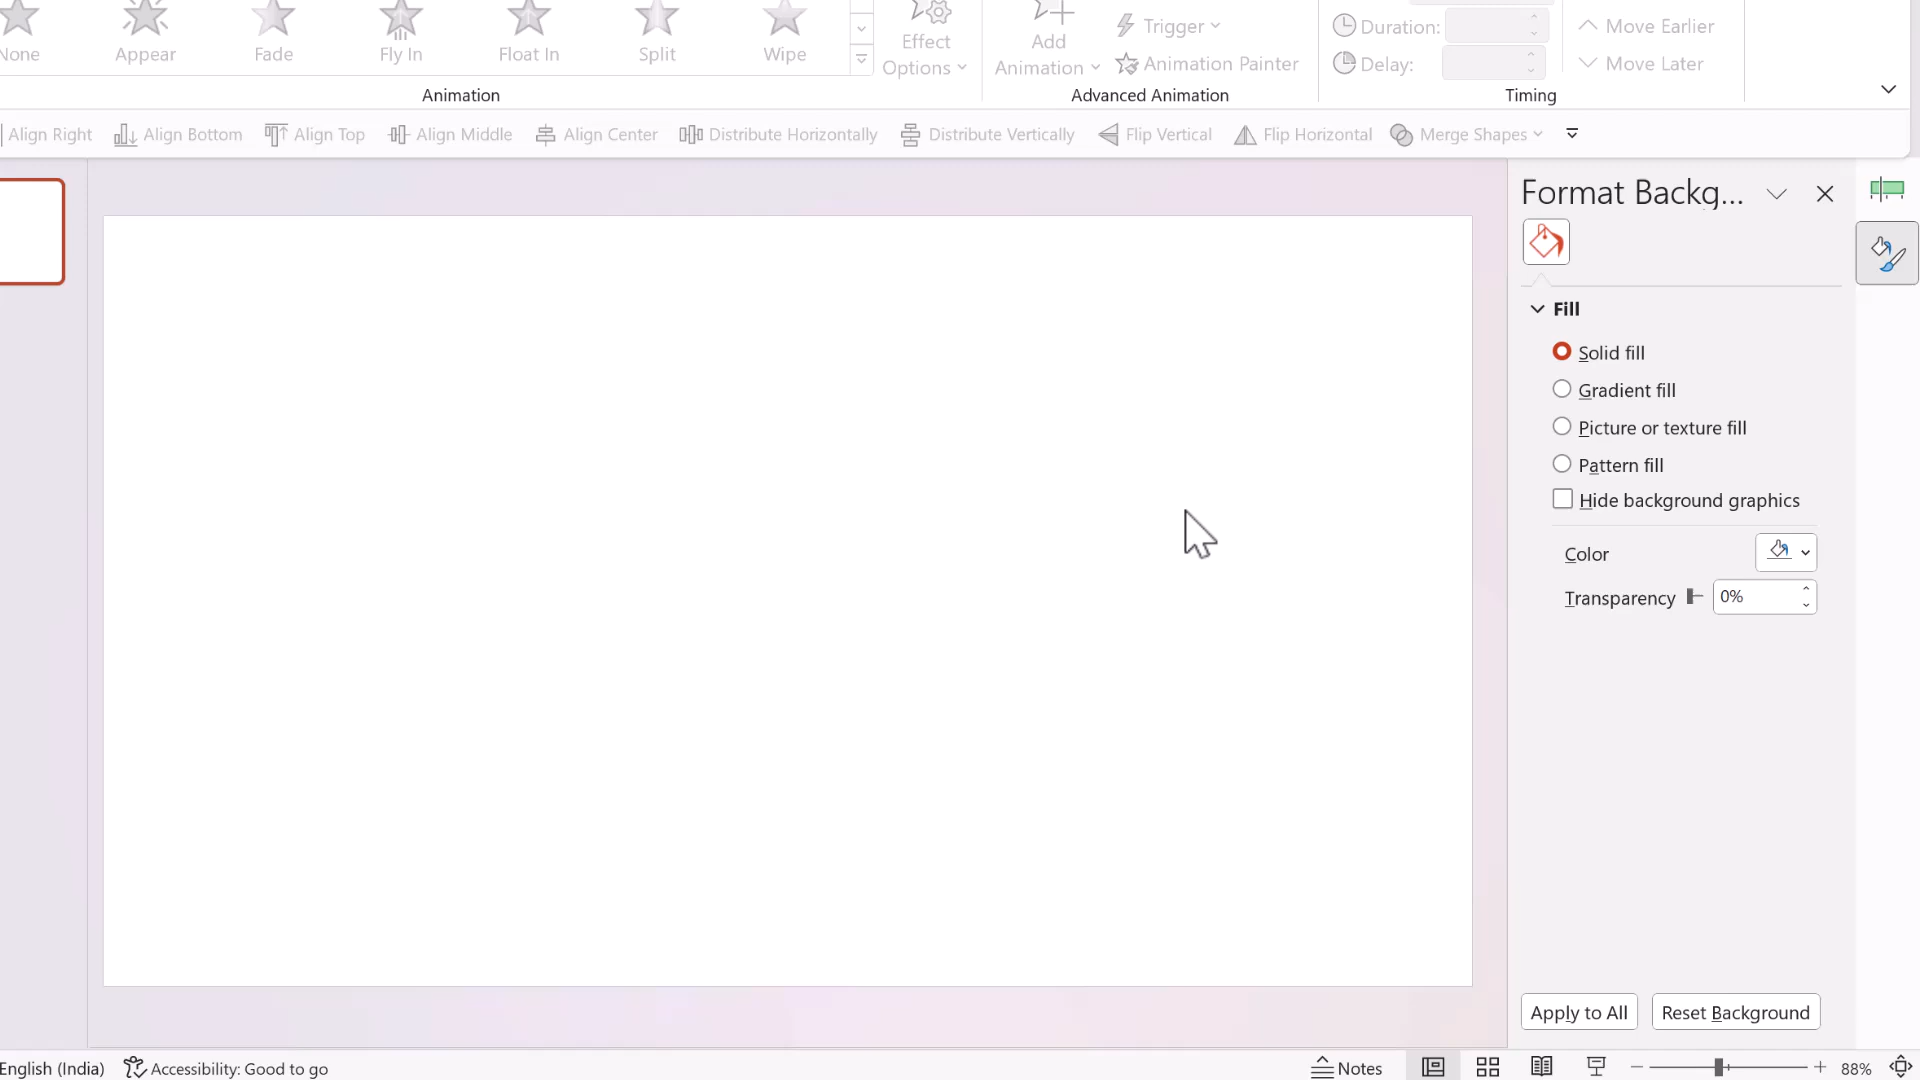 None
Appear
Fade
Fly In
Float In
Split
Wipe
Effect
Options
Add
Animation
Trigger
Animation Painter
Duration:
Delay:
Move Earlier
Move Later
Animation
Advanced Animation
Timing
Align Right
Align Bottom
Align Top
Align Middle
Align Center
Distribute Horizontally
Distribute Vertically
Flip Vertical
Flip Horizontal
Merge Shapes
Format Backg...
Fill
Solid fill
Gradient fill
Picture or texture fill
Pattern fill
Hide background graphics
Color
Transparency
0%
Apply to All
Reset Background
English (India)
Accessibility: Good to go
Notes
88%